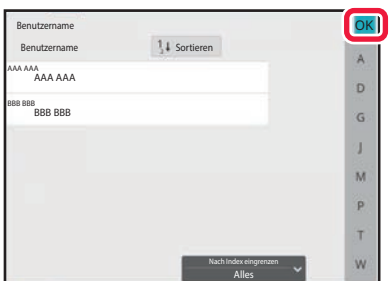 Benutzername
OK
Benutzername
Sortieren
A
AAA AAA
AAA AAA
D
BBB BBB
BBB BBB
G
J
M
P
T
Nach Index eingrenzen
W
Alles